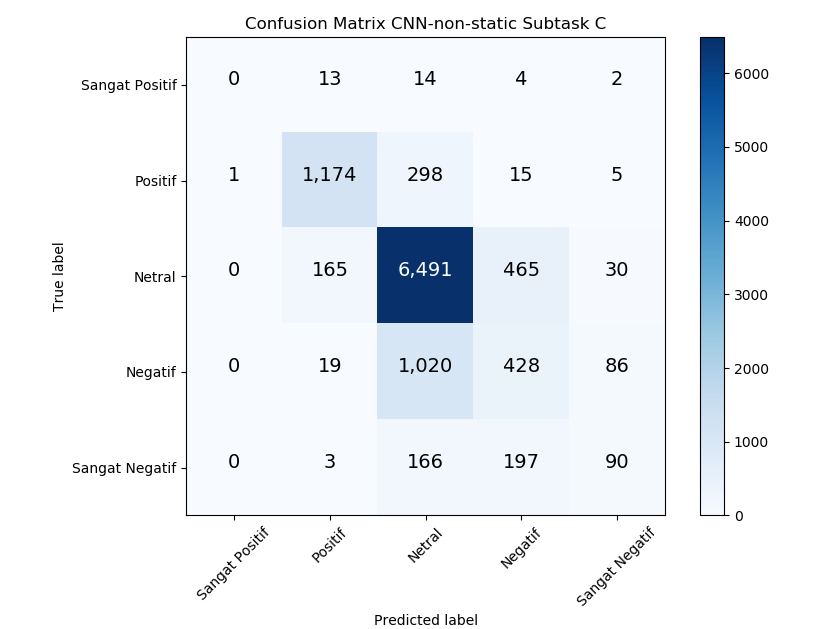 Confusion Matrix CNN-non-static Subtask C
Sangat Positif 0 13 14 4 2
Positif 1 1,174 298 15 5
Netral 0 165 6,491 465 30
Negatif 0 19 1,020 428 86
Sangat Negatif 0 3 166 197 90
True label
Sangat Positif Positif Netral Negatif Sangat Negatif
Predicted label
6000
5000
4000
3000
2000
1000
0